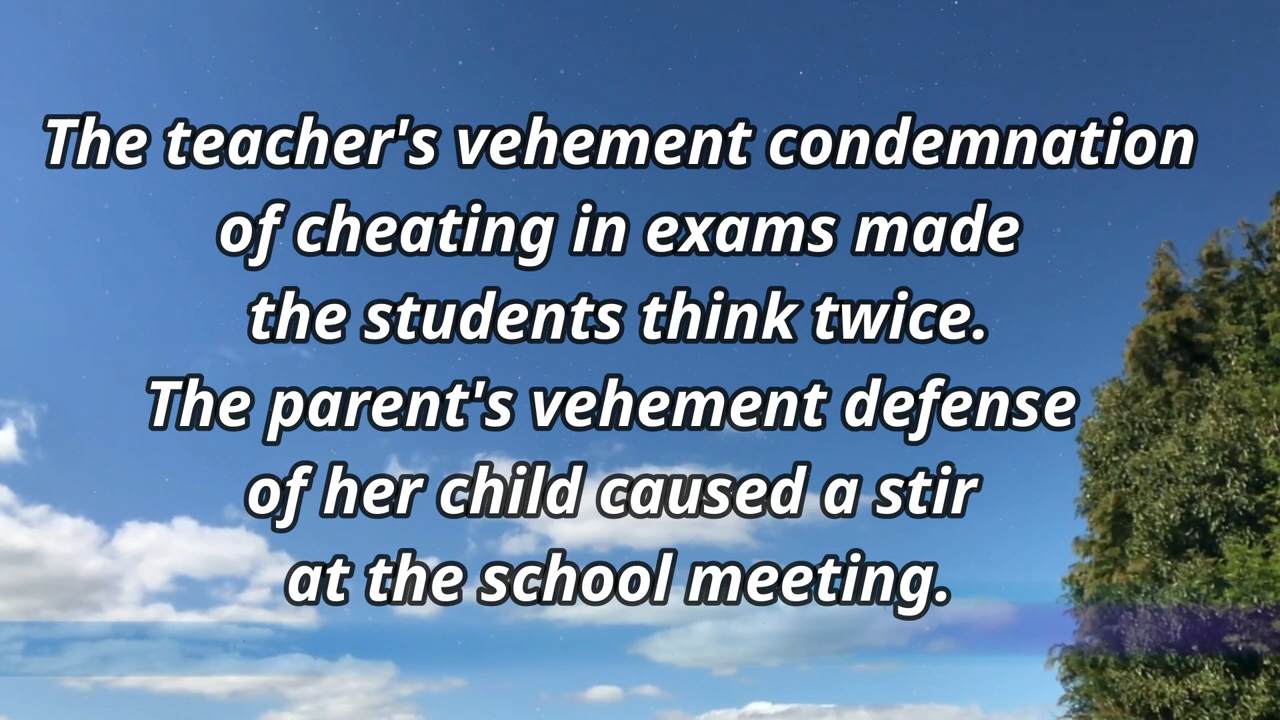 The teacher's vehement condemnation
of cheating in exams made
the students think twice.
The parent's vehement defense
of her child caused a stir
at the school meeting.